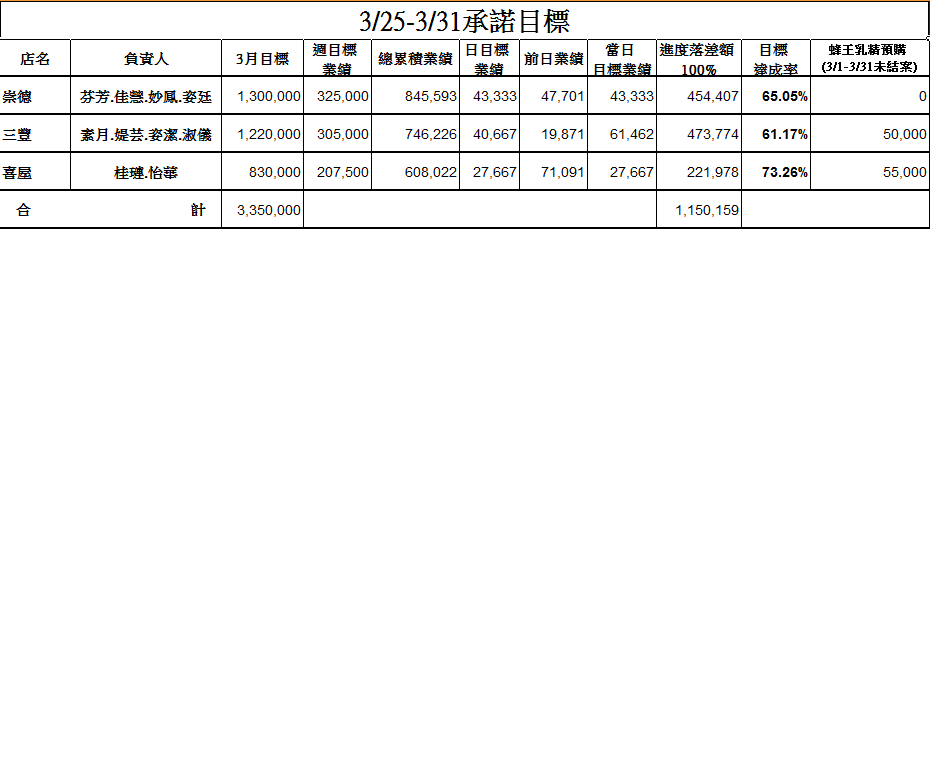 3/25-3/31承諾目標
店名 負責人 3月目標 週目標業績 總累積業績 日目標業績 前日業績 當日目標業績 進度落差額100% 目標達成率 蜂王乳精預購(3/1-3/31未結案)
崇德 芬芳.佳慧.妙鳳.姿廷 1,300,000 325,000 845,593 43,333 47,701 43,333 454,407 65.05% 0
三豐 素月.媞芸.姿潔.淑儀 1,220,000 305,000 746,226 40,667 19,871 61,462 473,774 61.17% 50,000
喜屋 桂璉.怡華 830,000 207,500 608,022 27,667 71,091 27,667 221,978 73.26% 55,000
合計 3,350,000 1,150,159